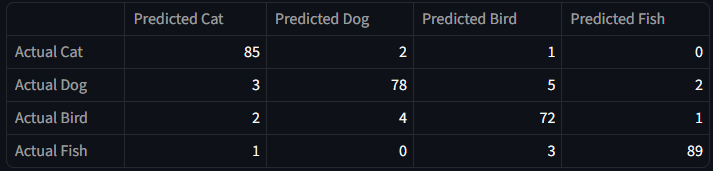 Predicted Cat Predicted Dog Predicted Bird Predicted Fish
Actual Cat 85 2 1 0
Actual Dog 3 78 5 2
Actual Bird 2 4 72 1
Actual Fish 1 0 3 89